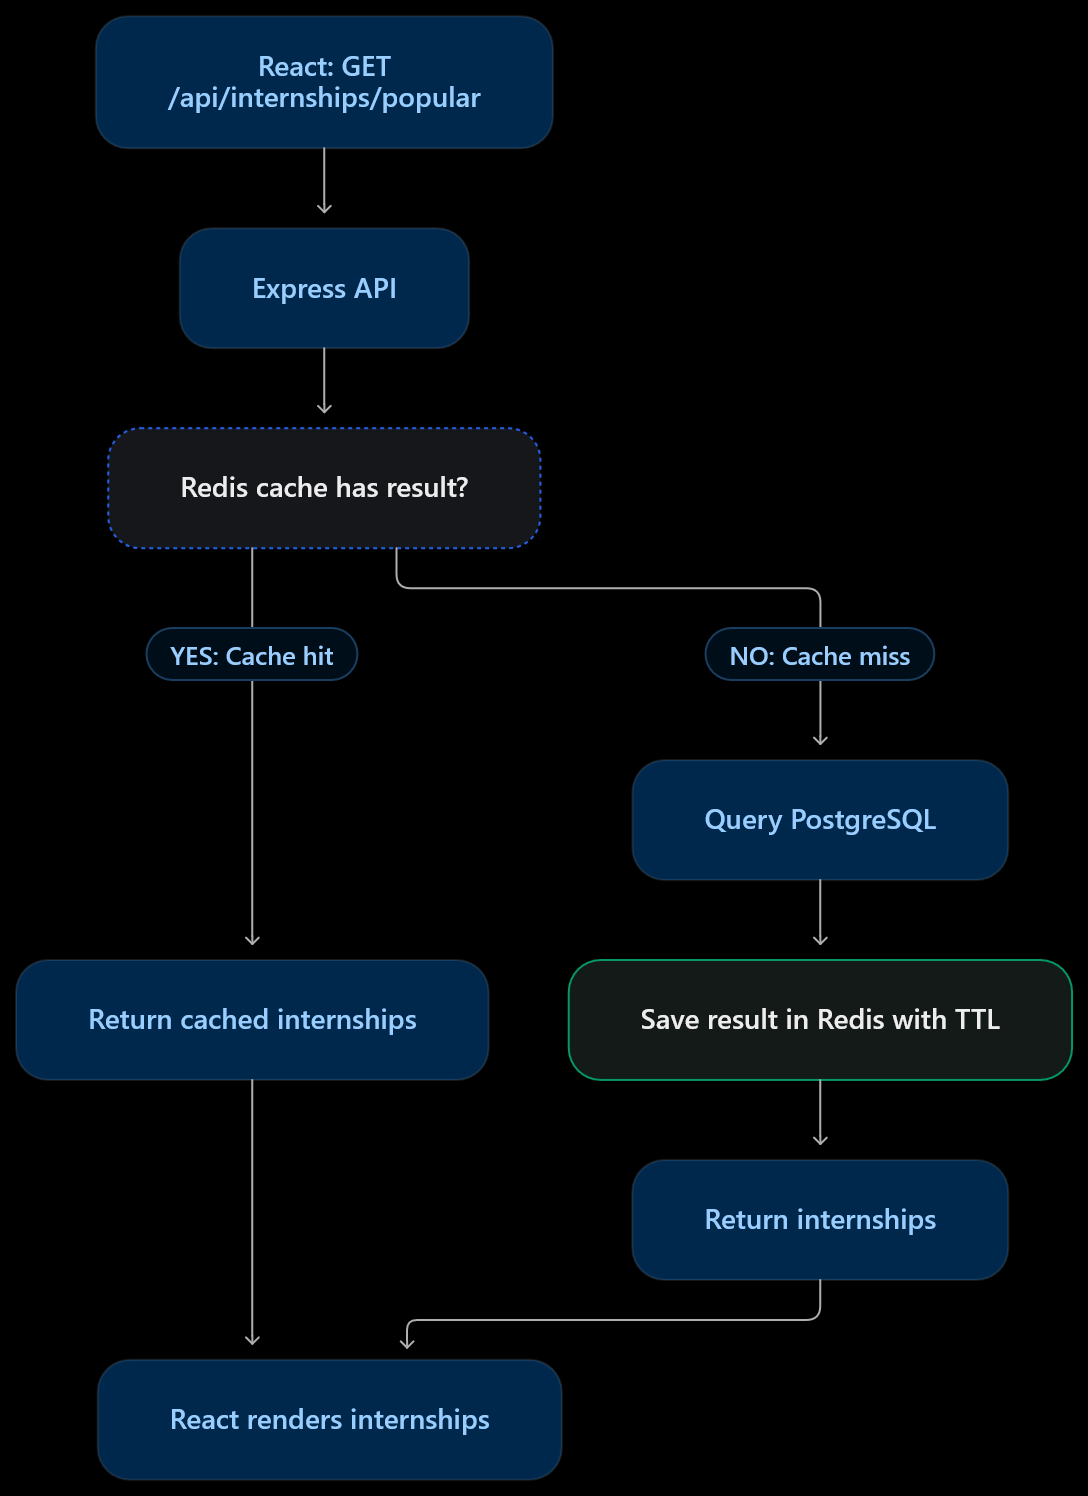 React: GET
/api/internships/popular
Express API
Redis cache has result?
YES: Cache hit
NO: Cache miss
Query PostgreSQL
Return cached internships
Save result in Redis with TTL
Return internships
React renders internships